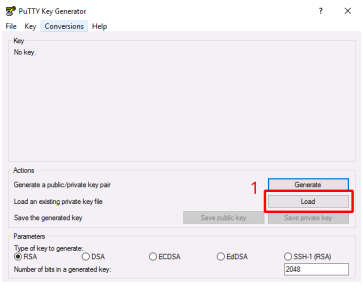 PuTTY Key Generator ? ×
File Key Conversions Help
Key
No key.
Actions
Generate a public/private key pair
Generate
1
Load an existing private key file
Load
Save the generated key
Save public key
Save private key
Parameters
Type of key to generate:
RSA DSA ECDSA EdDSA SSH-1 (RSA)
Number of bits in a generated key:
2048